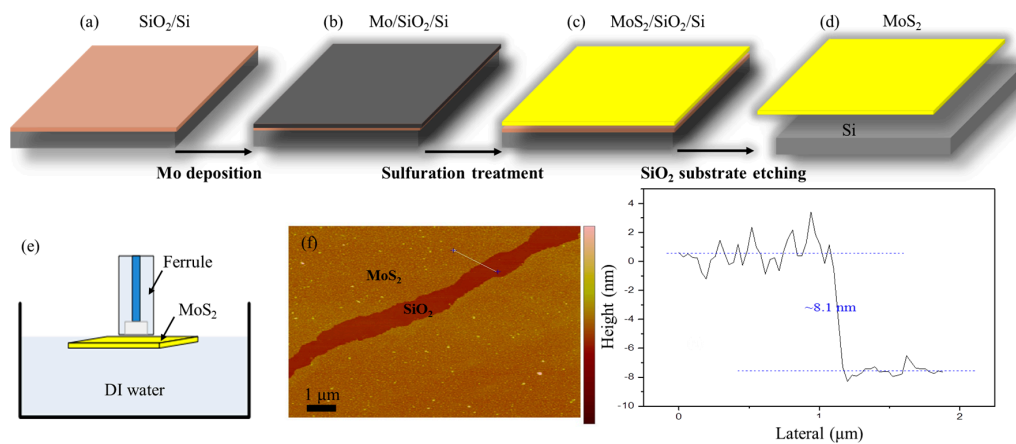 (a) SiO₂/Si
(b) Mo/SiO₂/Si
(c) MoS₂/SiO₂/Si
(d) MoS₂
Si
Mo deposition
Sulfuration treatment
SiO₂ substrate etching
(e)
Ferrule
MoS₂
DI water
(f)
MoS₂
SiO₂
1 μm
Height (nm)
4
2
0
-2
-4
-6
-8
-10
~8.1 nm
0 1 2
Lateral (μm)